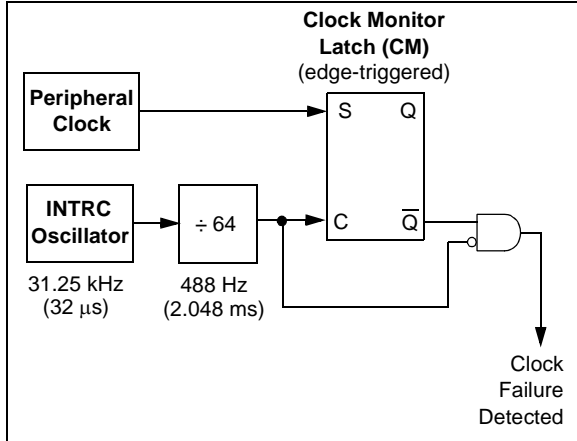 Clock Monitor
Latch (CM)
(edge-triggered)
Peripheral
Clock
S
Q
INTRC
Oscillator
÷ 64
C
Q̅
31.25 kHz
(32 μs)
488 Hz
(2.048 ms)
Clock
Failure
Detected